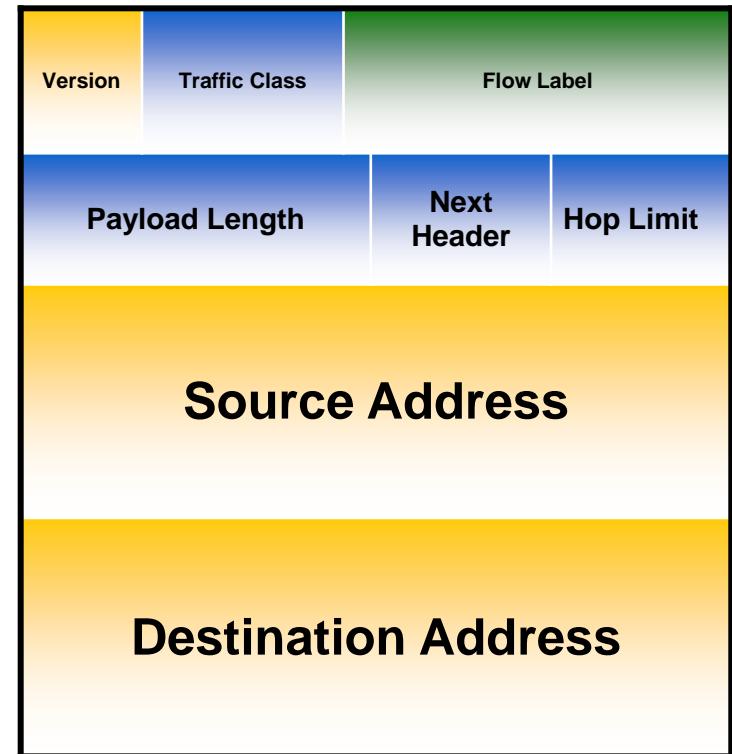 Version
Traffic Class
Flow Label
Payload Length
Next
Header
Hop Limit
Source Address
Destination Address